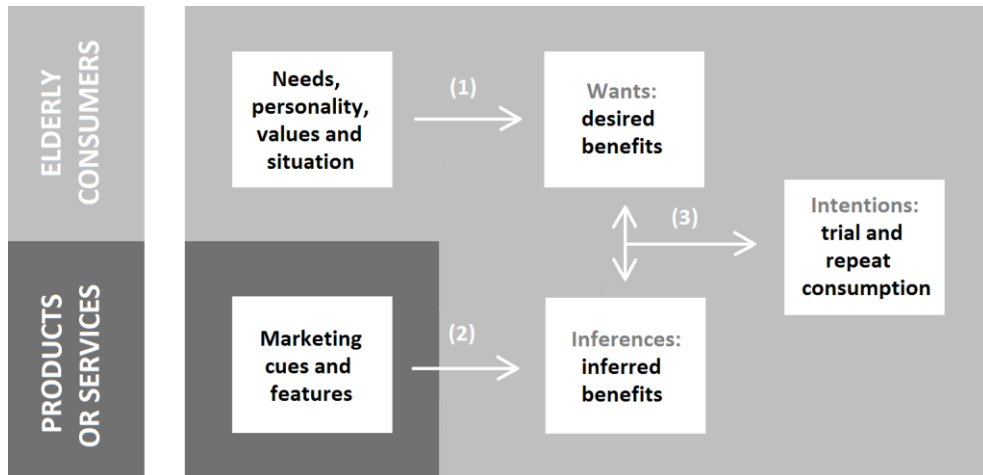 ELDERLY
CONSUMERS
PRODUCTS
OR SERVICES
Needs,
personality,
values and
situation
(1)
Wants:
desired
benefits
(3)
Intentions:
trial and
repeat
consumption
Marketing
cues and
features
(2)
Inferences:
inferred
benefits